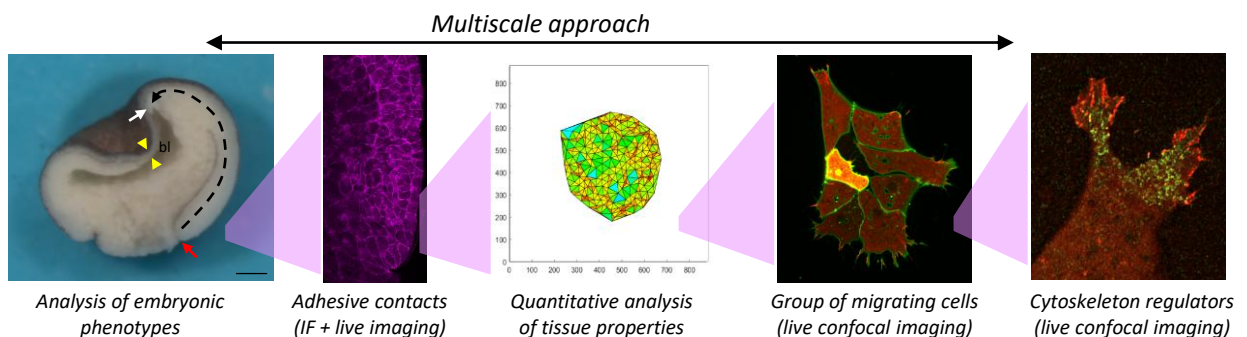 Multiscale approach
bl
800
700
600
500
400
300
200
100
0
0 100 200 300 400 500 600 700 800
Analysis of embryonic
phenotypes
Adhesive contacts
(IF + live imaging)
Quantitative analysis
of tissue properties
Group of migrating cells
(live confocal imaging)
Cytoskeleton regulators
(live confocal imaging)